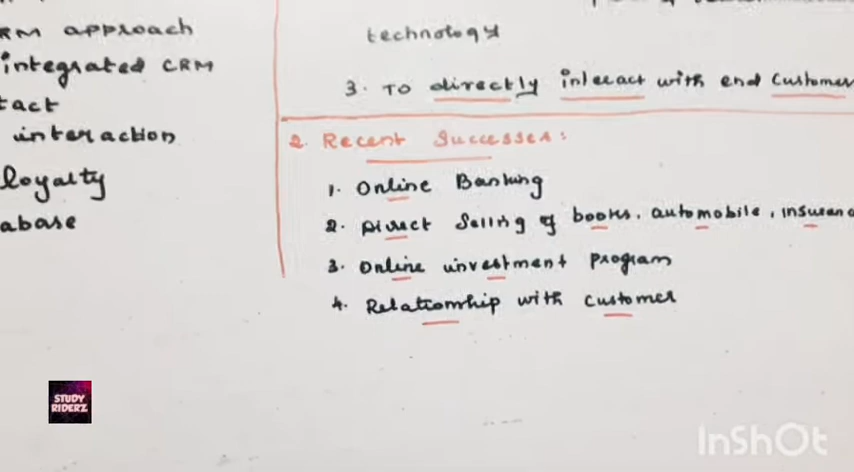 RM approach
integrated CRM
tact
interaction
loyalty
abase
technology
3. To directly interact with end customer
2. Recent Successes:
1. Online Banking
2. Direct Selling of books, automobile, insuranc
3. Online investment program
4. Relationship with customer
STUDY
RIDERZ
InShOt